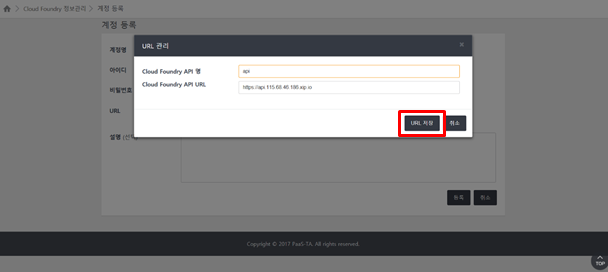 Cloud Foundry 정보관리 > 계정 등록
계정 등록
URL 관리 ×
계정명
Cloud Foundry API 명 api
아이디
Cloud Foundry API URL https://api.115.68.46.188.xip.io
비밀번호
URL
URL 저장 취소
설명
등록 취소
Copyright © 2017 PaaS-TA. All rights reserved.
TOP